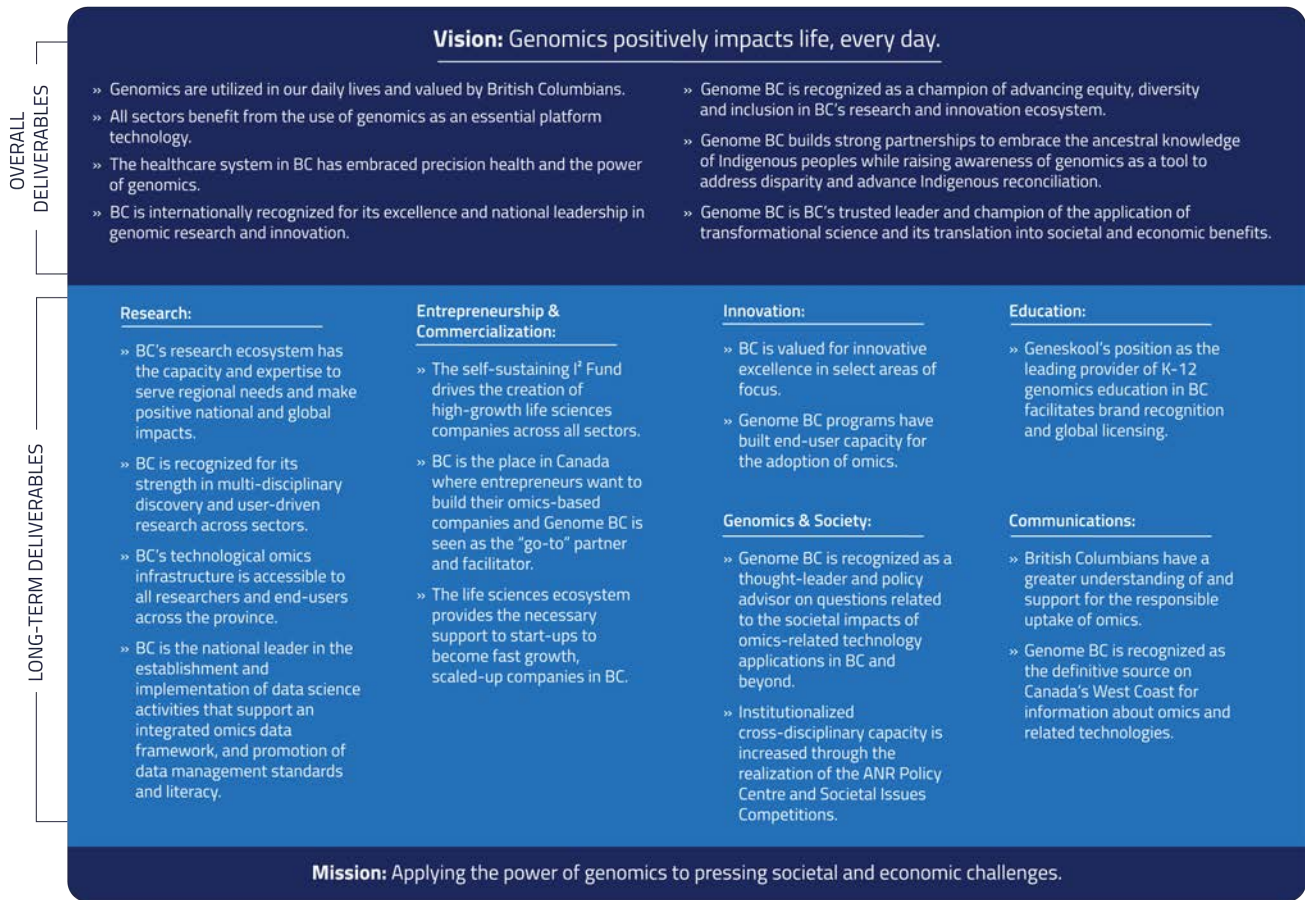 OVERALL
DELIVERABLES
Vision: Genomics positively impacts life, every day.
» Genomics are utilized in our daily lives and valued by British Columbians.
» All sectors benefit from the use of genomics as an essential platform
technology.
» The healthcare system in BC has embraced precision health and the power
of genomics.
» BC is internationally recognized for its excellence and national leadership in
genomic research and innovation.
» Genome BC is recognized as a champion of advancing equity, diversity
and inclusion in BC's research and innovation ecosystem.
» Genome BC builds strong partnerships to embrace the ancestral knowledge
of Indigenous peoples while raising awareness of genomics as a tool to
address disparity and advance Indigenous reconciliation.
» Genome BC is BC's trusted leader and champion of the application of
transformational science and its translation into societal and economic benefits.
LONG-TERM DELIVERABLES
Research:
» BC's research ecosystem has
the capacity and expertise to
serve regional needs and make
positive national and global
impacts.
» BC is recognized for its
strength in multi-disciplinary
discovery and user-driven
research across sectors.
» BC's technological omics
infrastructure is accessible to
all researchers and end-users
across the province.
» BC is the national leader in the
establishment and
implementation of data science
activities that support an
integrated omics data
framework, and promotion of
data management standards
and literacy.
Entrepreneurship &
Commercialization:
» The self-sustaining I² Fund
drives the creation of
high-growth life sciences
companies across all sectors.
» BC is the place in Canada
where entrepreneurs want to
build their omics-based
companies and Genome BC is
seen as the "go-to" partner
and facilitator.
» The life sciences ecosystem
provides the necessary
support to start-ups to
become fast growth,
scaled-up companies in BC.
Innovation:
» BC is valued for innovative
excellence in select areas of
focus.
» Genome BC programs have
built end-user capacity for
the adoption of omics.
Genomics & Society:
» Genome BC is recognized as a
thought-leader and policy
advisor on questions related
to the societal impacts of
omics-related technology
applications in BC and
beyond.
» Institutionalized
cross-disciplinary capacity is
increased through the
realization of the ANR Policy
Centre and Societal Issues
Competitions.
Education:
» Geneskool's position as the
leading provider of K-12
genomics education in BC
facilitates brand recognition
and global licensing.
Communications:
» British Columbians have a
greater understanding of and
support for the responsible
uptake of omics.
» Genome BC is recognized as
the definitive source on
Canada's West Coast for
information about omics and
related technologies.
Mission: Applying the power of genomics to pressing societal and economic challenges.